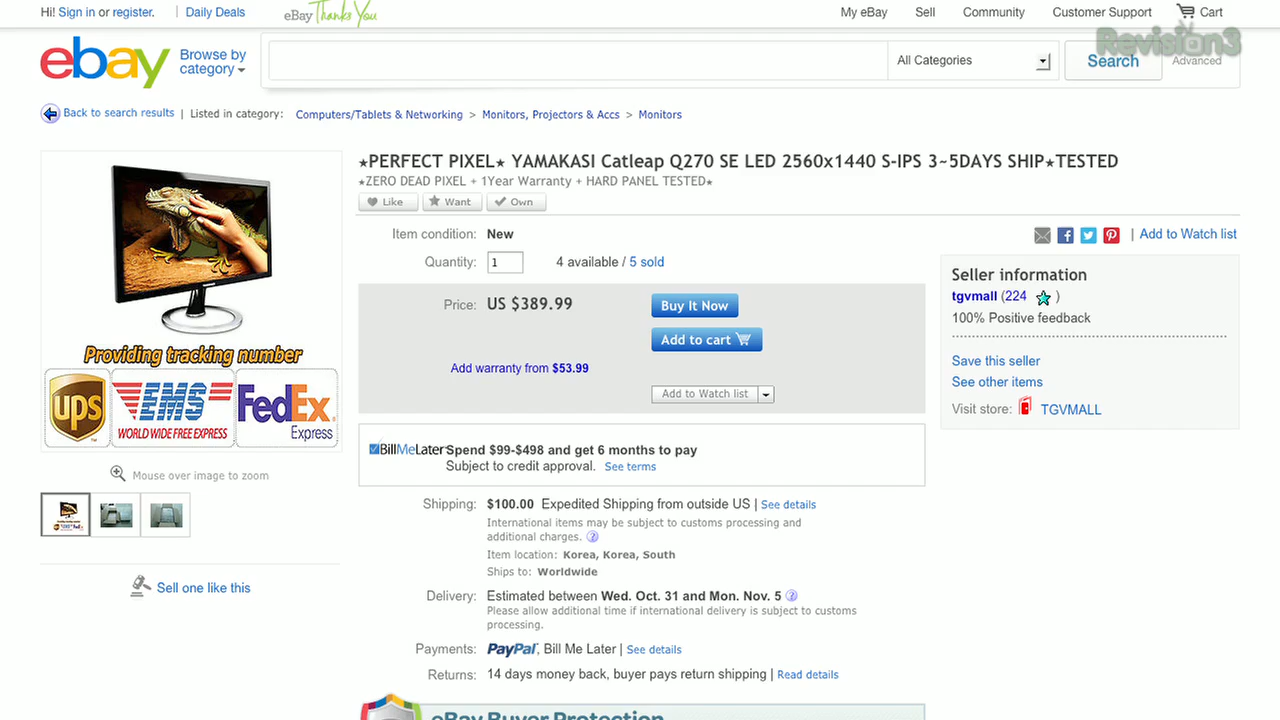 Hi! Sign in or register.
Daily Deals
eBay Thanks You
My eBay
Sell
Community
Customer Support
Cart
Revision3
ebay
Browse by
category
All Categories
Search
Advanced
Back to search results | Listed in category: Computers/Tablets & Networking > Monitors, Projectors & Accs > Monitors
★PERFECT PIXEL★ YAMAKASI Catleap Q270 SE LED 2560x1440 S-IPS 3~5DAYS SHIP★TESTED
★ZERO DEAD PIXEL + 1Year Warranty + HARD PANEL TESTED★
Like
Want
Own
Item condition: New
| Add to Watch list
Quantity: 1
4 available / 5 sold
Price: US $389.99
Buy It Now
Add to cart
Add warranty from $53.99
Add to Watch list
Seller information
tgvmall (224 ★ )
100% Positive feedback
Save this seller
See other items
Visit store: TGVMALL
Providing tracking number
ups
EMS
WORLD WIDE FREE EXPRESS
FedEx
Express
Mouse over image to zoom
Sell one like this
BillMeLater Spend $99-$498 and get 6 months to pay
Subject to credit approval. See terms
Shipping: $100.00 Expedited Shipping from outside US | See details
International items may be subject to customs processing and
additional charges.
Item location: Korea, Korea, South
Ships to: Worldwide
Delivery: Estimated between Wed. Oct. 31 and Mon. Nov. 5
Please allow additional time if international delivery is subject to customs
processing.
Payments: PayPal, Bill Me Later | See details
Returns: 14 days money back, buyer pays return shipping | Read details
eBay Buyer Protection